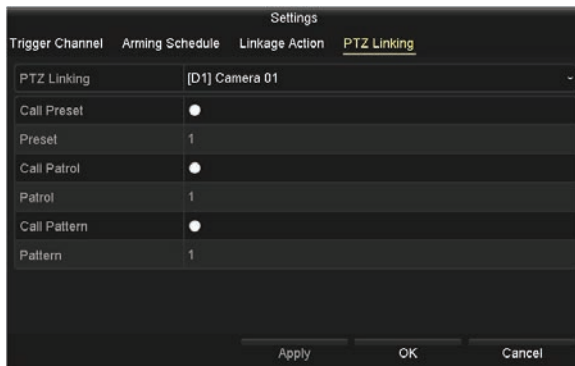 Settings
Trigger Channel Arming Schedule Linkage Action PTZ Linking
PTZ Linking [D1] Camera 01
Call Preset
Preset 1
Call Patrol
Patrol 1
Call Pattern
Pattern 1
Apply OK Cancel